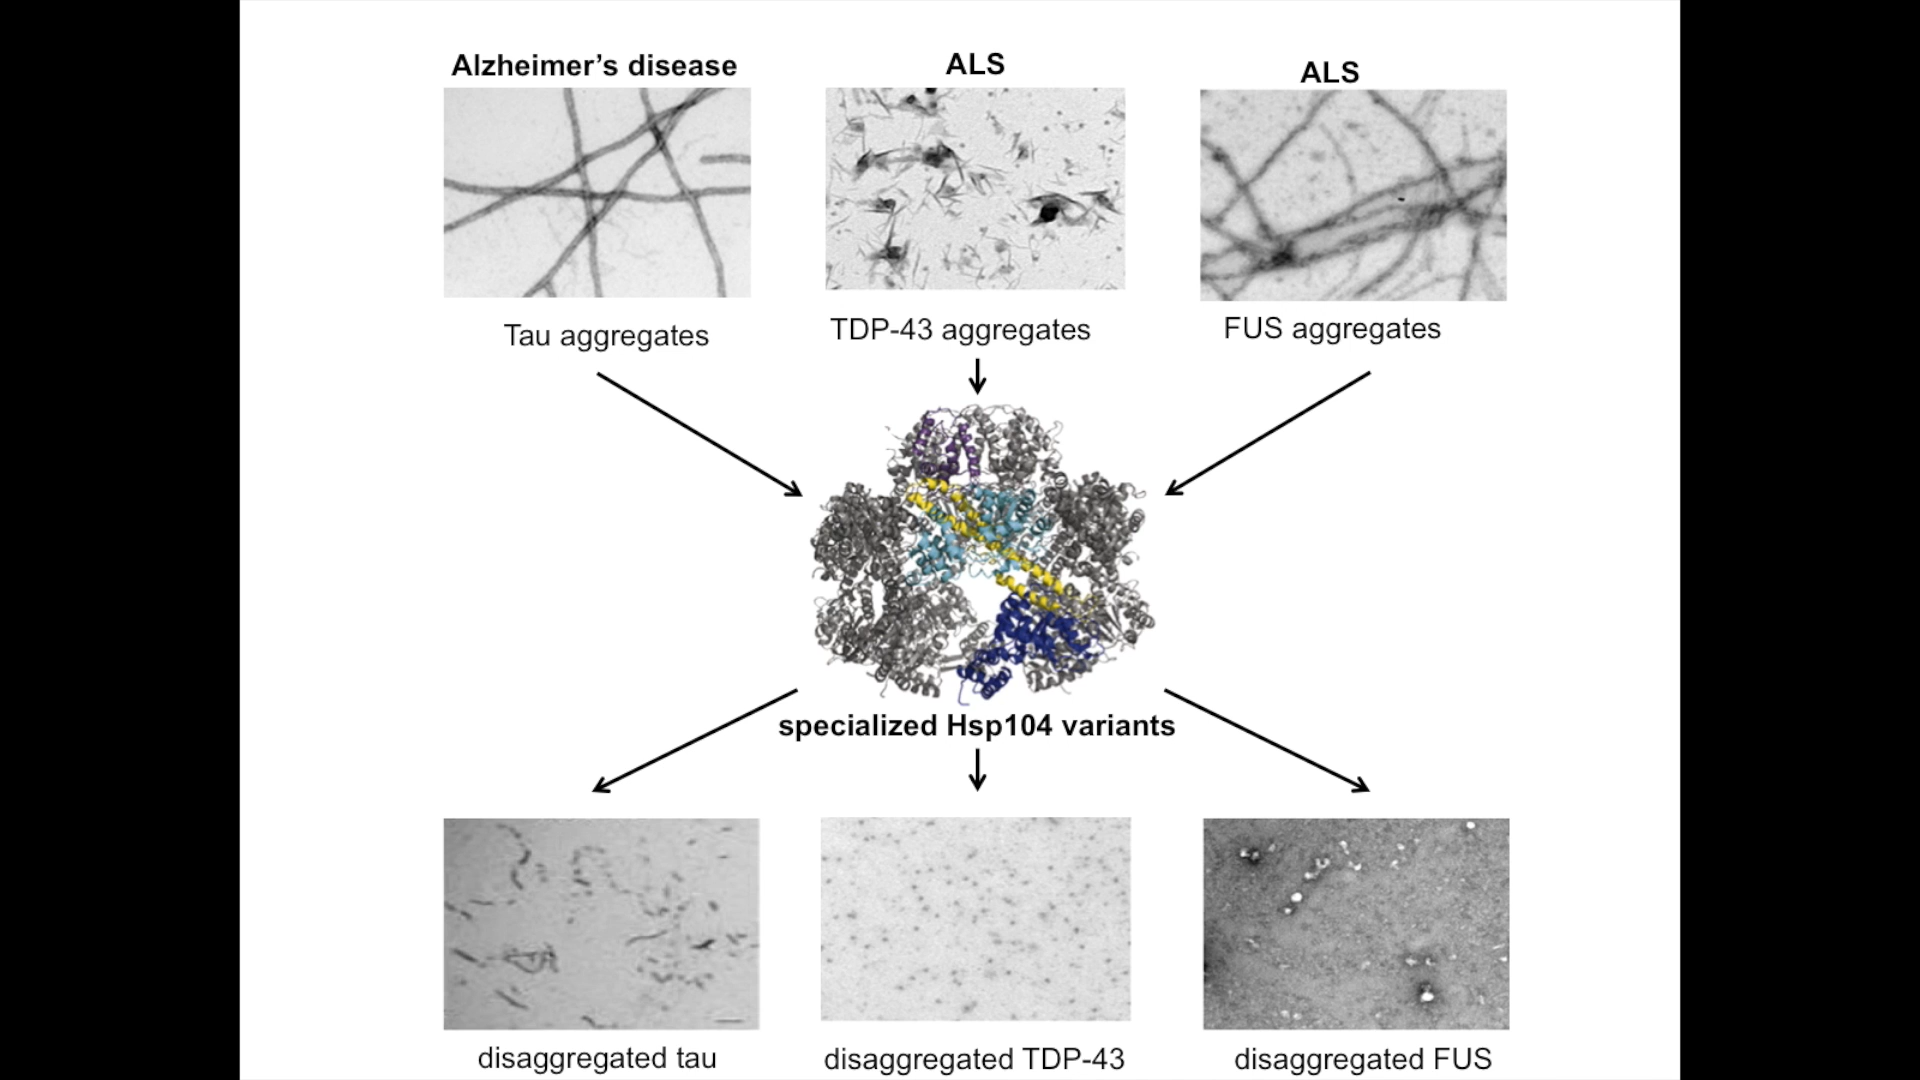 Alzheimer’s disease
ALS
ALS
Tau aggregates
TDP-43 aggregates
FUS aggregates
specialized Hsp104 variants
disaggregated tau
disaggregated TDP-43
disaggregated FUS